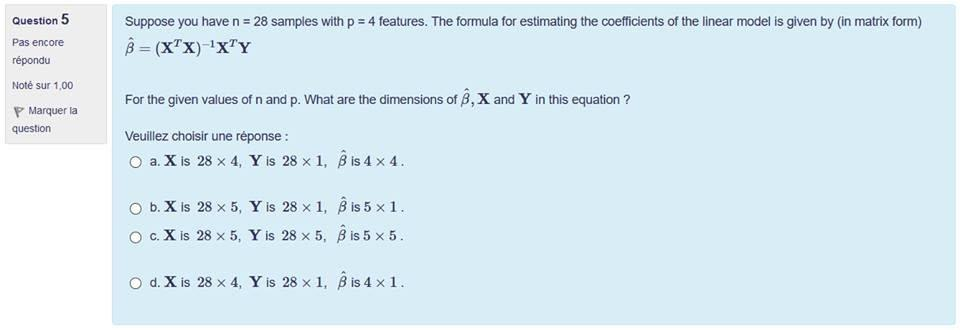 Question 5
Pas encore
répondu
Noté sur 1,00
Marquer la
question
Suppose you have n = 28 samples with p = 4 features. The formula for estimating the coefficients of the linear model is given by (in matrix form)
β̂ = (XᵀX)⁻¹XᵀY
For the given values of n and p. What are the dimensions of β̂, X and Y in this equation ?
Veuillez choisir une réponse :
a. X is 28 × 4, Y is 28 × 1, β̂ is 4 × 4.
b. X is 28 × 5, Y is 28 × 1, β̂ is 5 × 1.
c. X is 28 × 5, Y is 28 × 5, β̂ is 5 × 5.
d. X is 28 × 4, Y is 28 × 1, β̂ is 4 × 1.